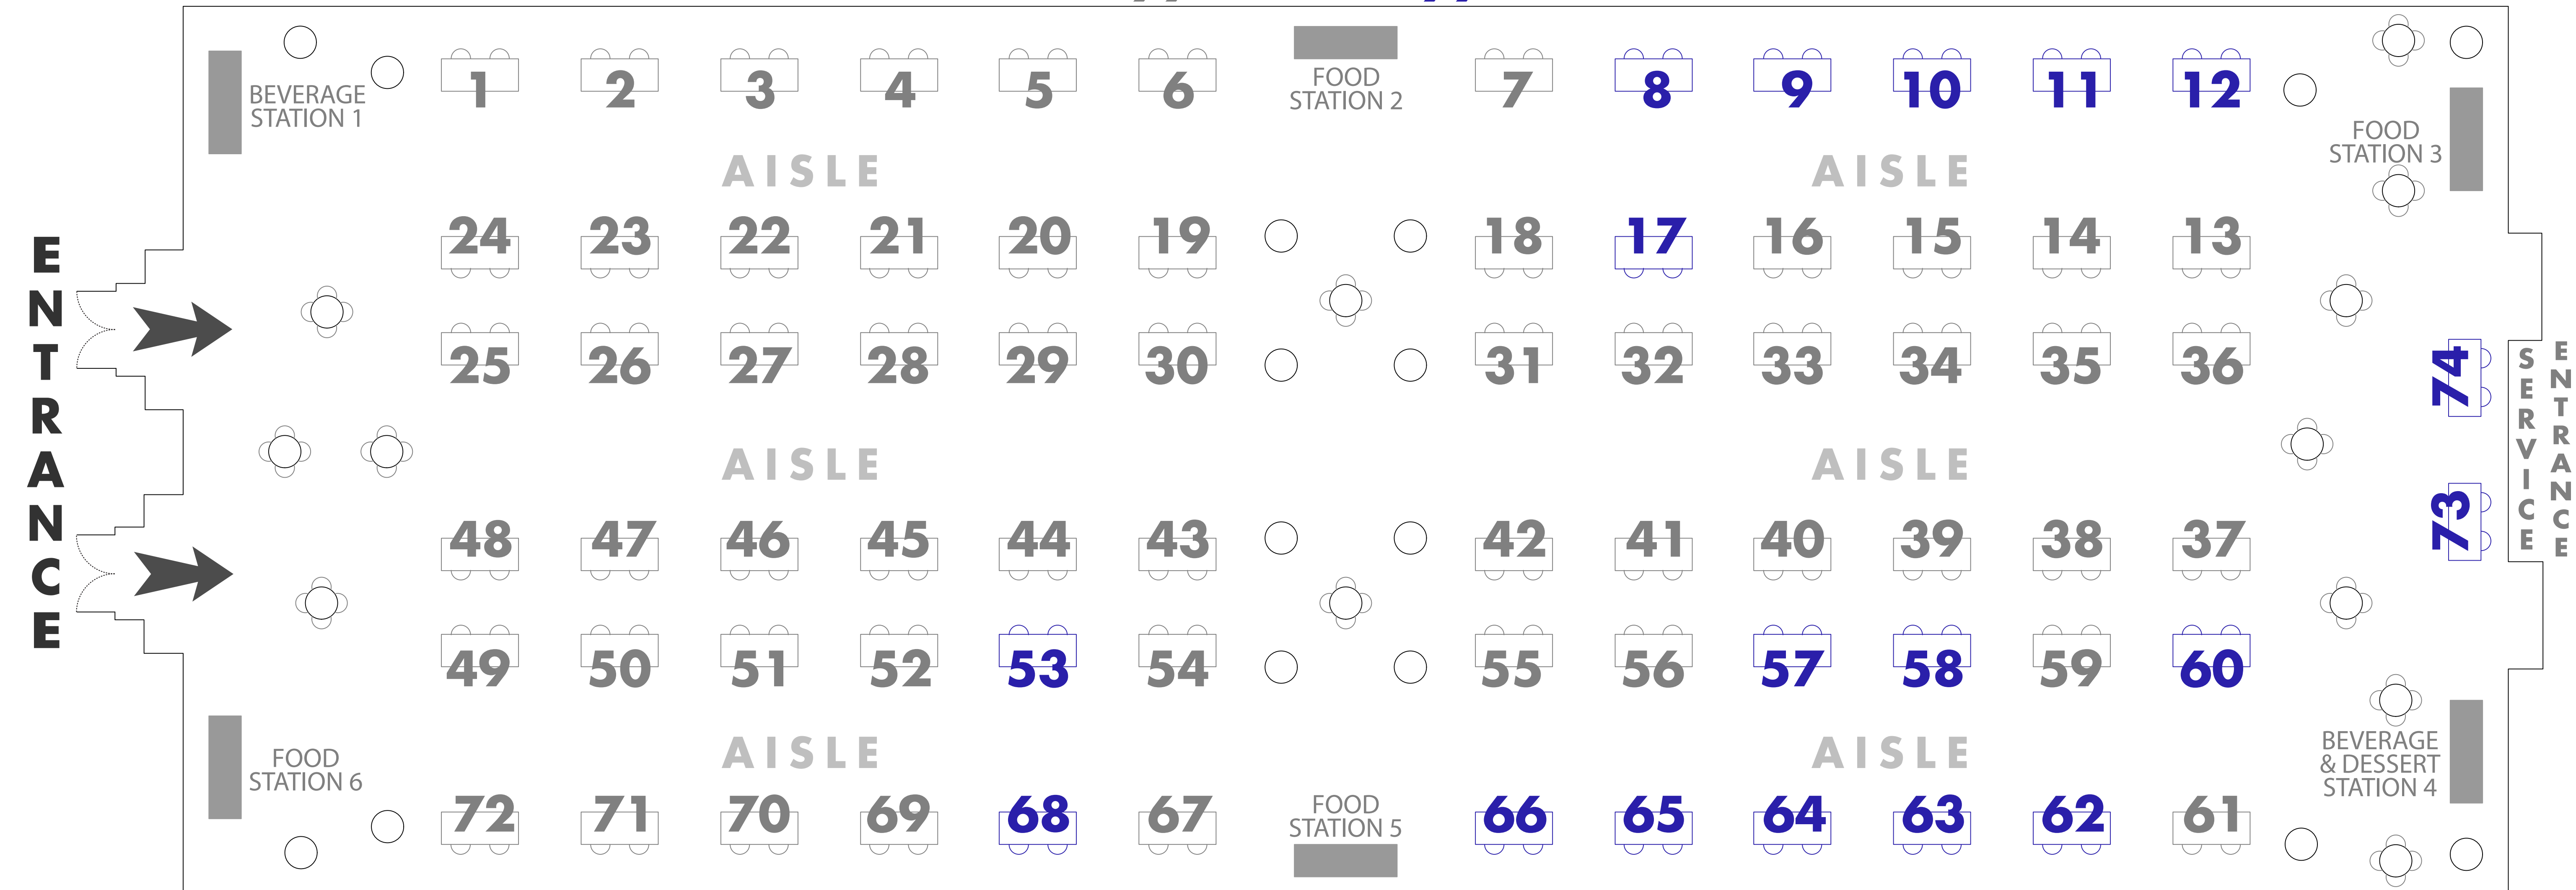 1 2 3 4 5 6 7 8 9 10 11 12
BEVERAGE
STATION 1
FOOD
STATION 2
FOOD
STATION 3
AISLE AISLE
24 23 22 21 20 19 18 17 16 15 14 13
ENTRANCE
25 26 27 28 29 30 31 32 33 34 35 36
74
SERVICE
ENTRANCE
AISLE AISLE
73
48 47 46 45 44 43 42 41 40 39 38 37
49 50 51 52 53 54 55 56 57 58 59 60
AISLE AISLE
FOOD
STATION 6
BEVERAGE
& DESSERT
STATION 4
FOOD
STATION 5
72 71 70 69 68 67 66 65 64 63 62 61